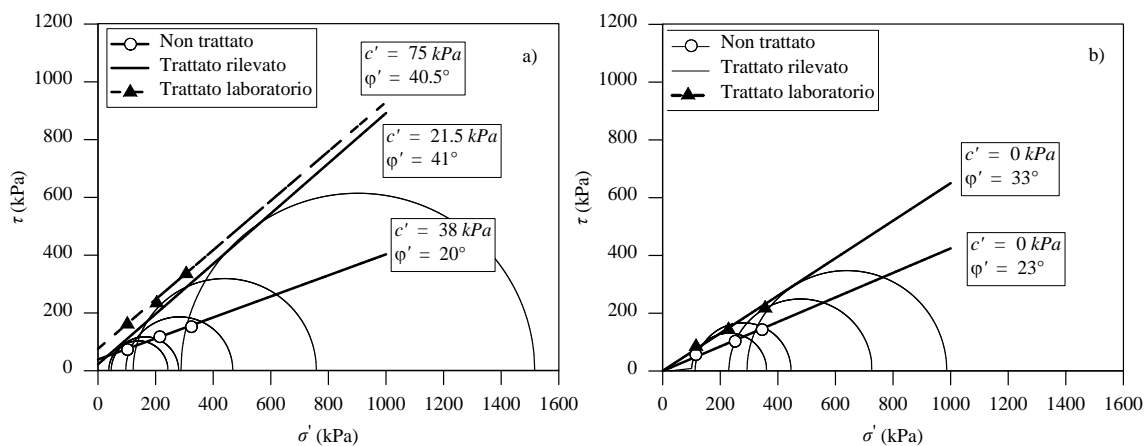 a)
Non trattato
Trattato rilevato
Trattato laboratorio
c' = 75 kPa
φ' = 40.5°
c' = 21.5 kPa
φ' = 41°
c' = 38 kPa
φ' = 20°
τ (kPa)
1200
1000
800
600
400
200
0
0 200 400 600 800 1000 1200 1400 1600
σ' (kPa)
b)
Non trattato
Trattato rilevato
Trattato laboratorio
c' = 0 kPa
φ' = 33°
c' = 0 kPa
φ' = 23°
τ (kPa)
1200
1000
800
600
400
200
0
0 200 400 600 800 1000 1200 1400 1600
σ' (kPa)